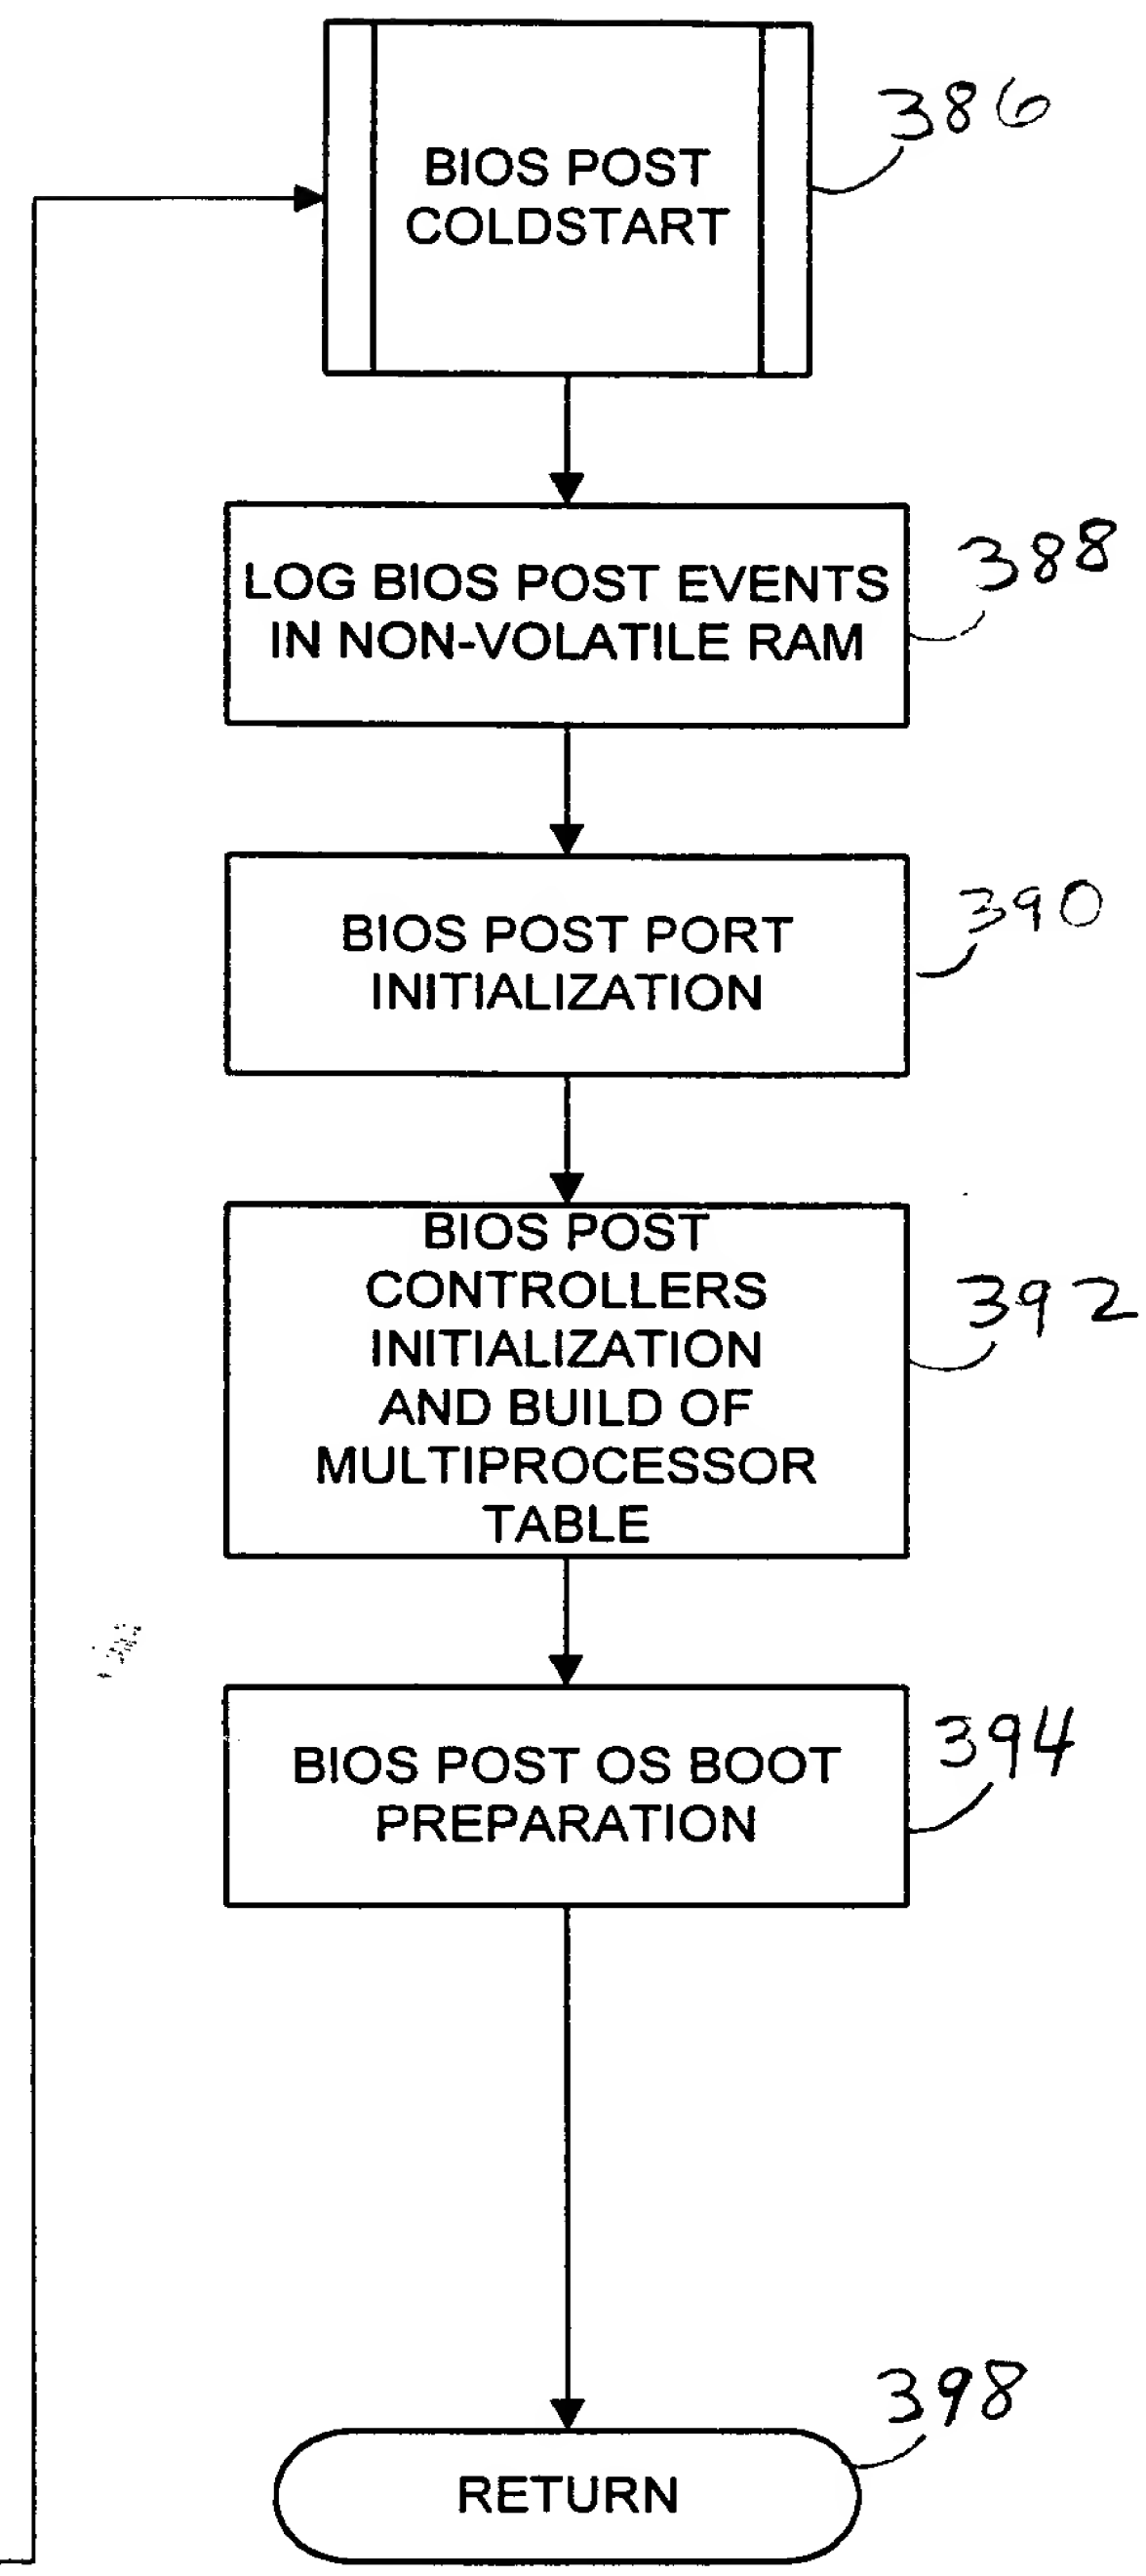 BIOS POST
COLDSTART
386
LOG BIOS POST EVENTS
IN NON-VOLATILE RAM
388
BIOS POST PORT
INITIALIZATION
390
BIOS POST
CONTROLLERS
INITIALIZATION
AND BUILD OF
MULTIPROCESSOR
TABLE
392
BIOS POST OS BOOT
PREPARATION
394
RETURN
398